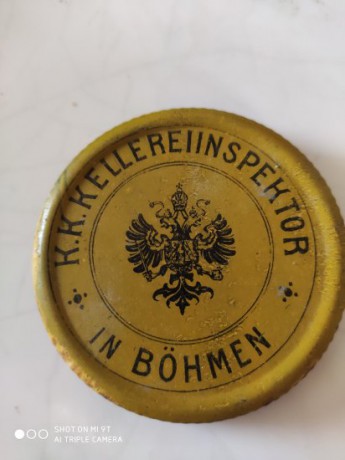 K.K.KELLEREIINSPEKTOR
IN BÖHMEN
SHOT ON MI 9T
AI TRIPLE CAMERA